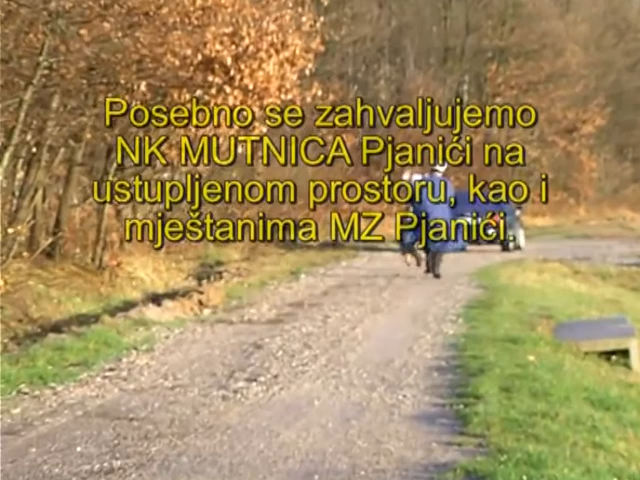 Posebno se zahvaljujemo
NK MUTNICA Pjanići na
ustupljenom prostoru, kao i
mještanima MZ Pjanići.